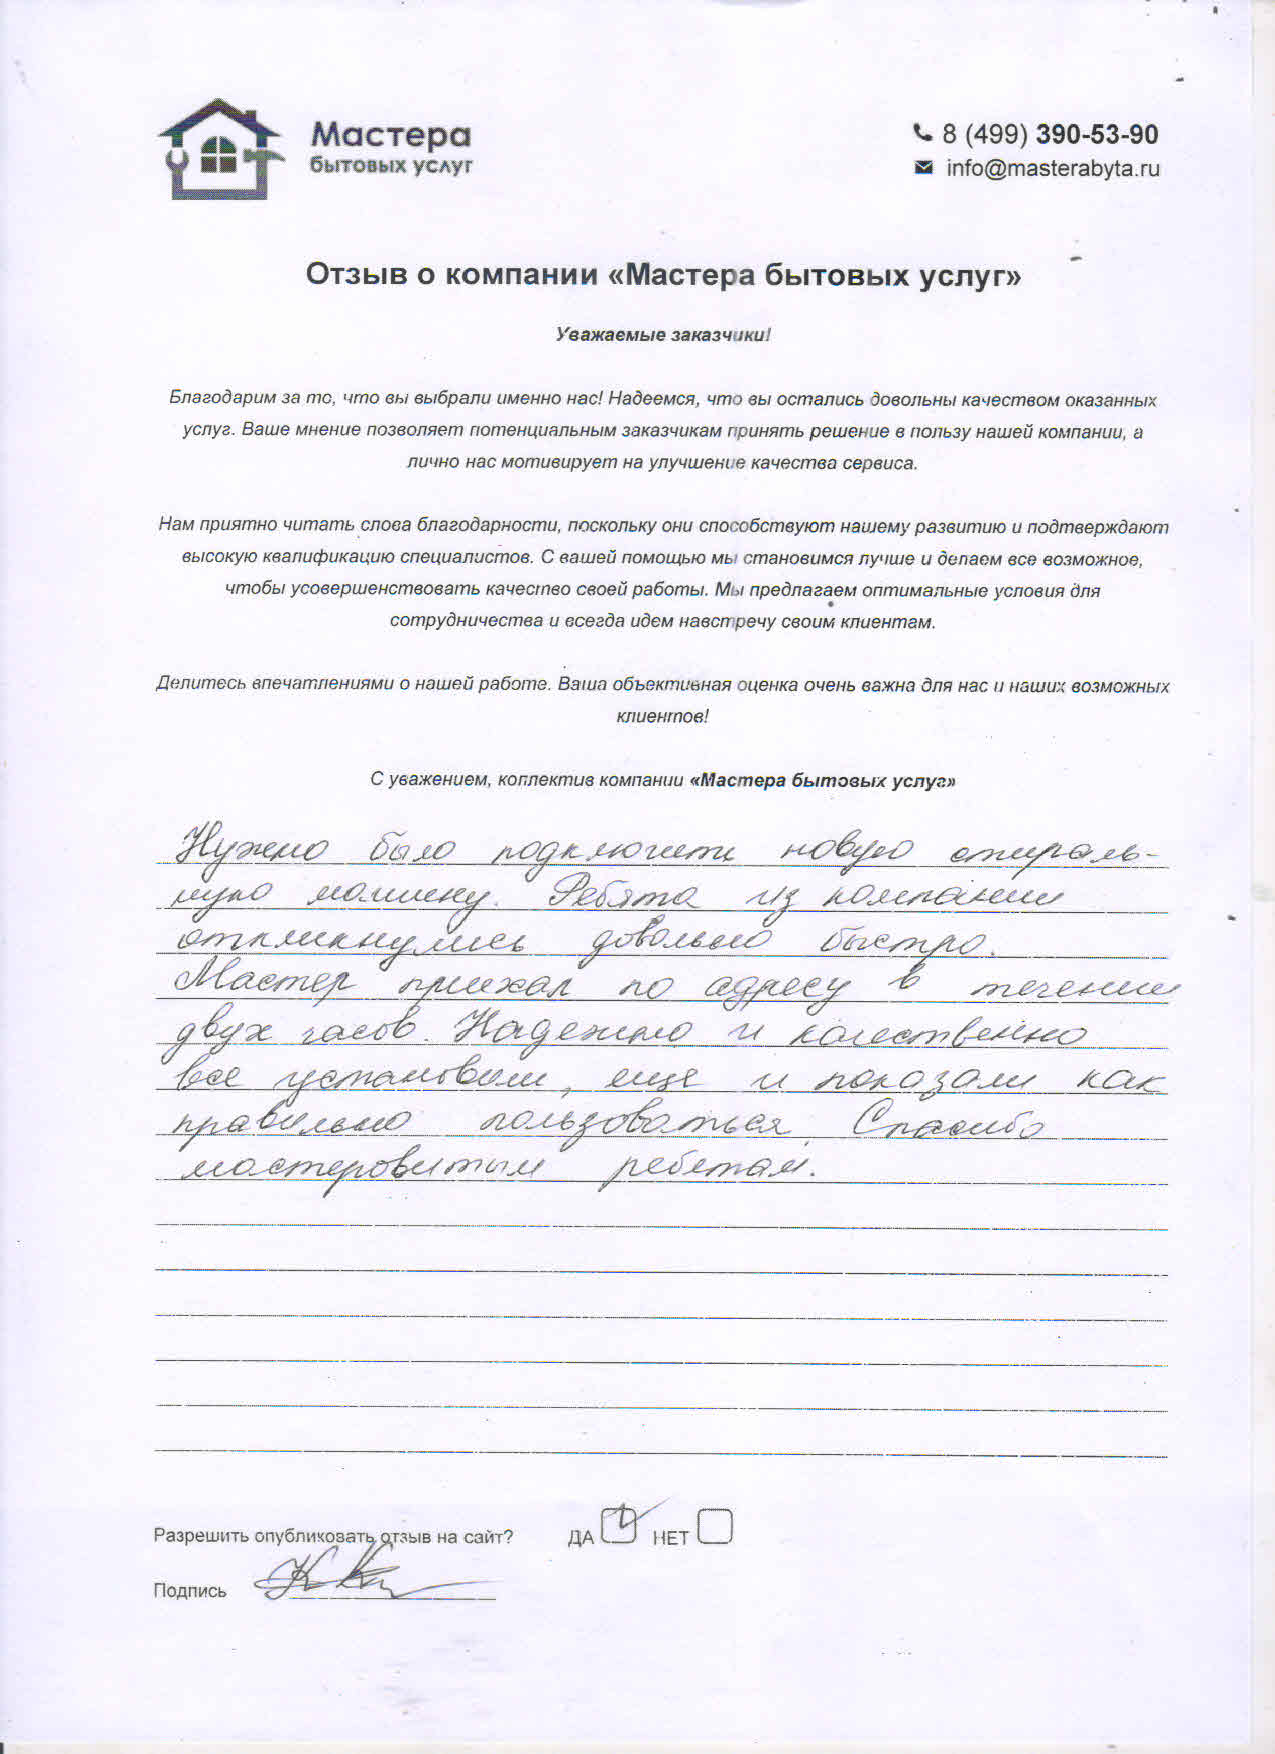 Мастера
бытовых услуг
8 (499) 390-53-90
info@masterabyta.ru
Отзыв о компании «Мастера бытовых услуг»
Уважаемые заказчики!
Благодарим за то, что вы выбрали именно нас! Надеемся, что вы остались довольны качеством оказанных
услуг. Ваше мнение позволяет потенциальным заказчикам принять решение в пользу нашей компании, а
лично нас мотивирует на улучшение качества сервиса.
Нам приятно читать слова благодарности, поскольку они способствуют нашему развитию и подтверждают
высокую квалификацию специалистов. С вашей помощью мы становимся лучше и делаем все возможное,
чтобы усовершенствовать качество своей работы. Мы предлагаем оптимальные условия для
сотрудничества и всегда идем навстречу своим клиентам.
Делитесь впечатлениями о нашей работе. Ваша объективная оценка очень важна для нас и наших возможных
клиентов!
С уважением, коллектив компании «Мастера бытовых услуг»
Нужно было подключить новую стираль-
ную машину. Ребята из компании
откликнулись довольно быстро.
Мастер приехал по адресу в течении
двух часов. Надежно и качественно
все установили, еще и показали как
правильно пользоваться. Спасибо
мастеровитым ребятам.
Разрешить опубликовать отзыв на сайт? ДА НЕТ
Подпись